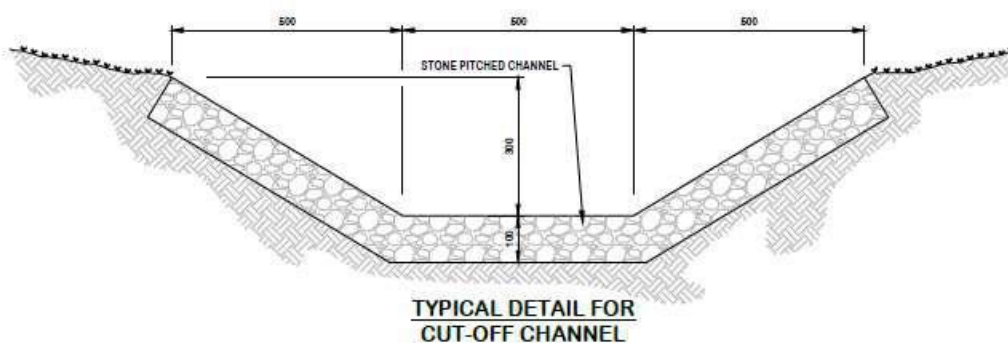 500 500 500
STONE PITCHED CHANNEL
300
100
TYPICAL DETAIL FOR
CUT-OFF CHANNEL